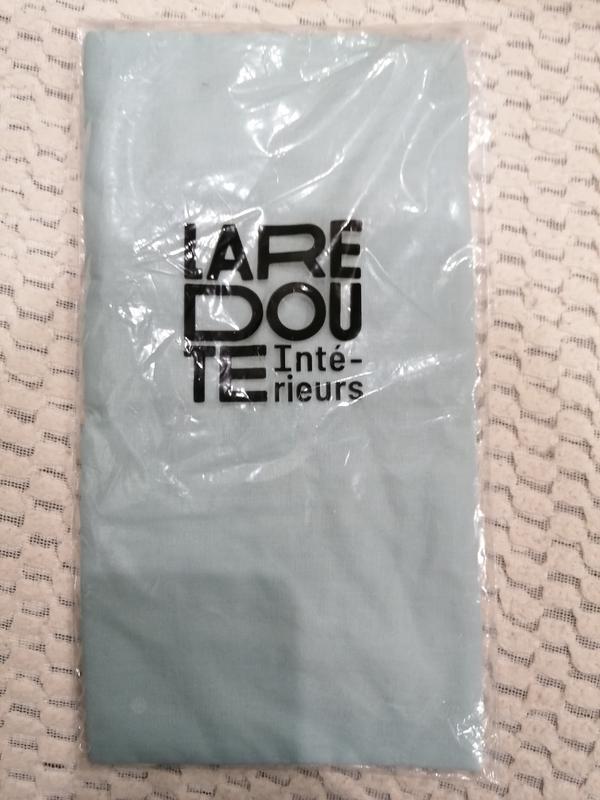 LARE
DOU
TE Inté-
rieurs